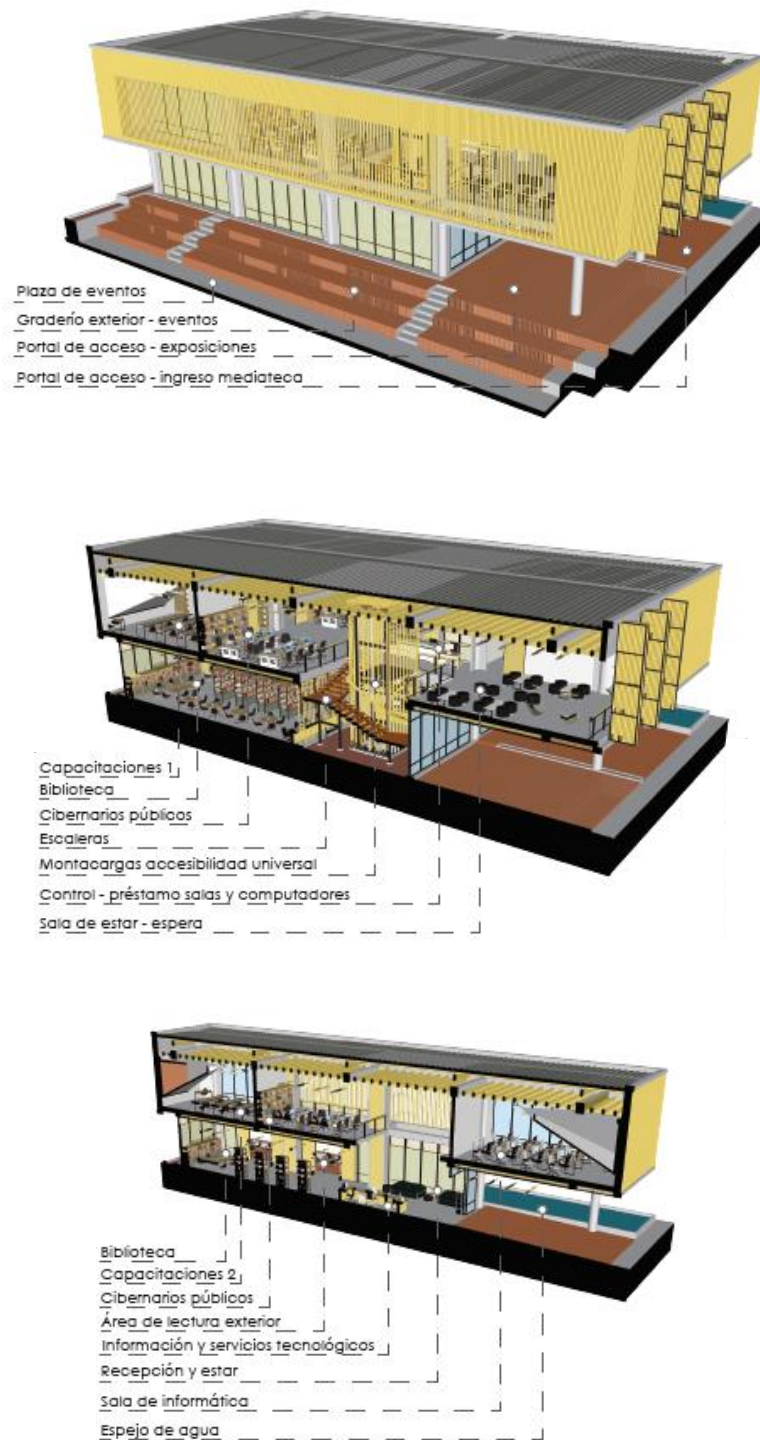 Plaza de eventos
Graderío exterior - eventos
Portal de acceso - exposiciones
Portal de acceso - ingreso mediateca
Capacitaciones 1
Biblioteca
Cibernarios públicos
Escaleras
Montacargas accesibilidad universal
Control - préstamo salas y computadores
Sala de estar - espera
Biblioteca
Capacitaciones 2
Cibernarios públicos
Área de lectura exterior
Información y servicios tecnológicos
Recepción y estar
Sala de informática
Espejo de agua